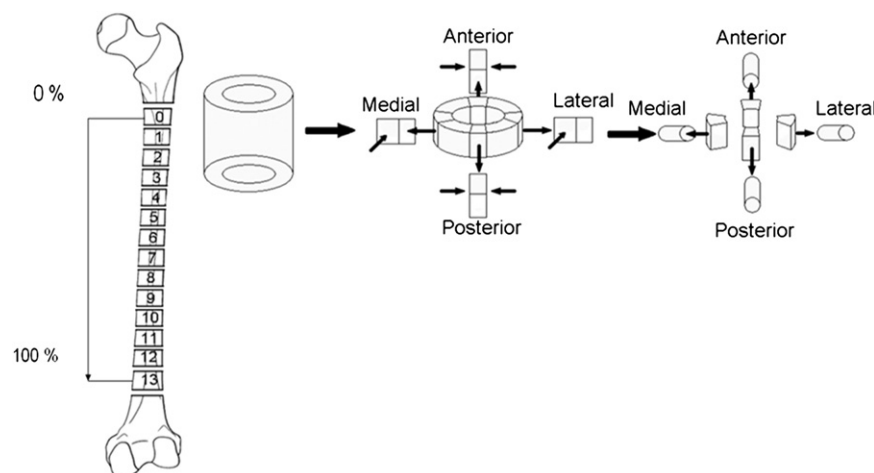 0 %
0
1
2
3
4
5
6
7
8
9
10
11
12
13
100 %
Anterior
Medial
Lateral
Posterior
Anterior
Medial
Lateral
Posterior